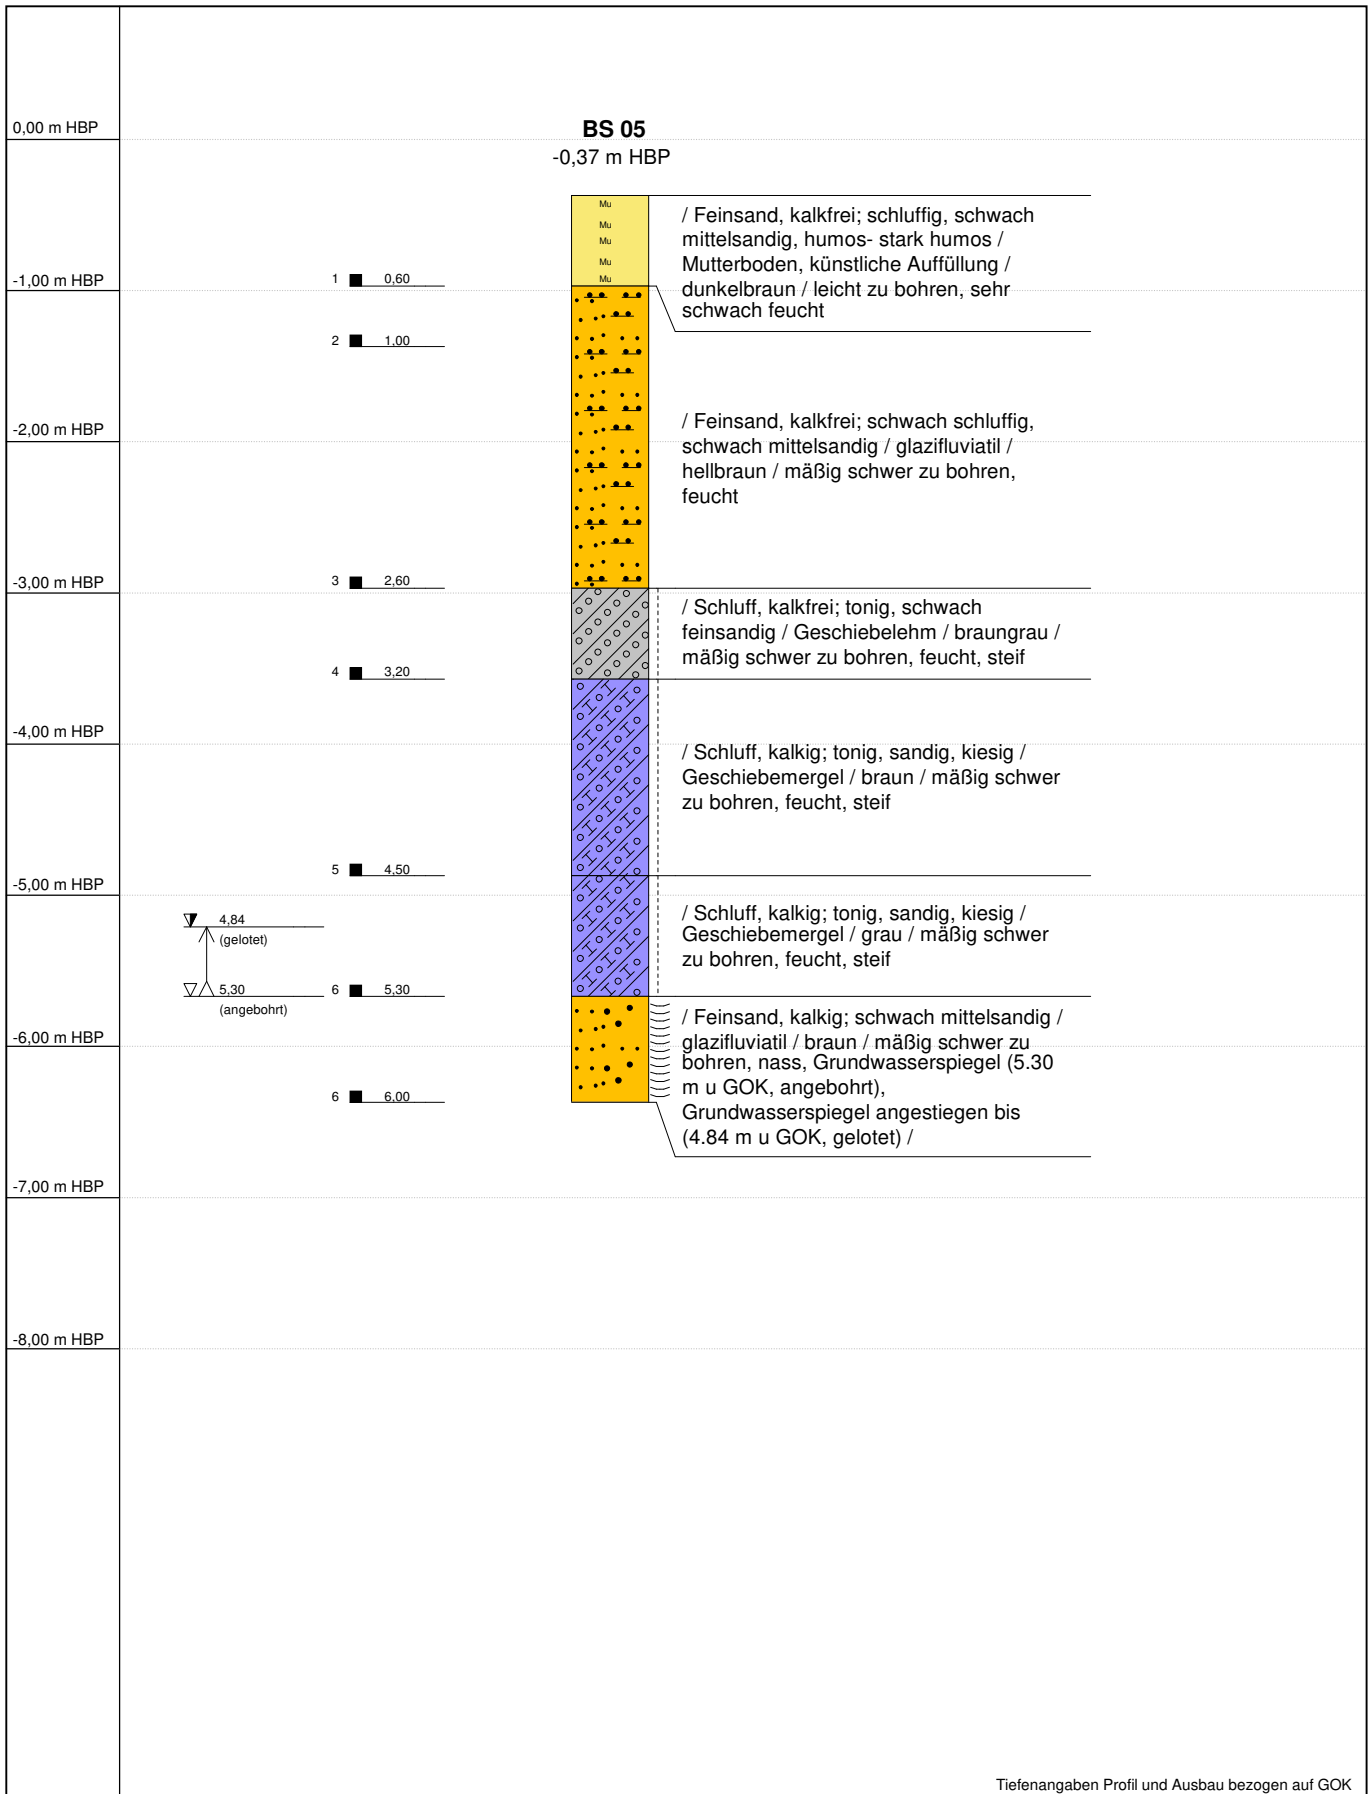 0,00 m HBP
BS 05
-0,37 m HBP
Mu
Mu
Mu
Mu
Mu
/ Feinsand, kalkfrei; schluffig, schwach
mittelsandig, humos- stark humos /
Mutterboden, künstliche Auffüllung /
dunkelbraun / leicht zu bohren, sehr
schwach feucht
-1,00 m HBP
1 0,60
2 1,00
-2,00 m HBP
/ Feinsand, kalkfrei; schwach schluffig,
schwach mittelsandig / glazifluviatil /
hellbraun / mäßig schwer zu bohren,
feucht
-3,00 m HBP
3 2,60
/ Schluff, kalkfrei; tonig, schwach
feinsandig / Geschiebelehm / braungrau /
mäßig schwer zu bohren, feucht, steif
4 3,20
-4,00 m HBP
/ Schluff, kalkig; tonig, sandig, kiesig /
Geschiebemergel / braun / mäßig schwer
zu bohren, feucht, steif
5 4,50
-5,00 m HBP
4,84
(gelotet)
/ Schluff, kalkig; tonig, sandig, kiesig /
Geschiebemergel / grau / mäßig schwer
zu bohren, feucht, steif
5,30
(angebohrt)
6 5,30
-6,00 m HBP
/ Feinsand, kalkig; schwach mittelsandig /
glazifluviatil / braun / mäßig schwer zu
bohren, nass, Grundwasserspiegel (5.30
m u GOK, angebohrt),
Grundwasserspiegel angestiegen bis
(4.84 m u GOK, gelotet) /
6 6,00
-7,00 m HBP
-8,00 m HBP
Tiefenangaben Profil und Ausbau bezogen auf GOK